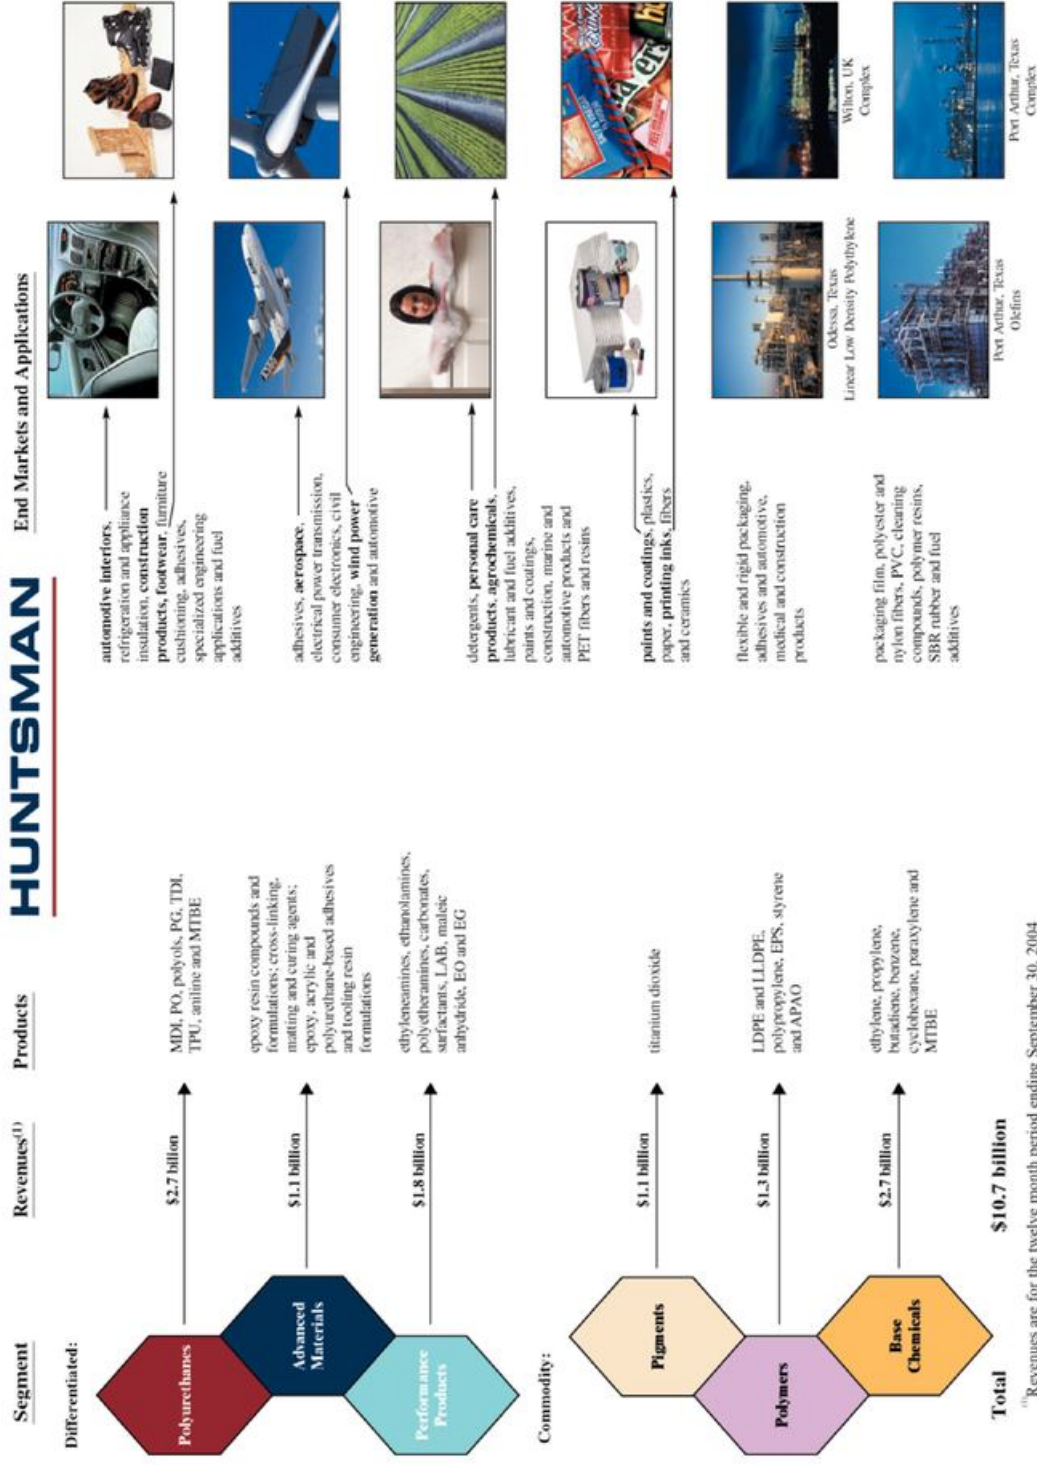 HUNTSMAN
Segment
Revenues(1)
Products
End Markets and Applications
Differentiated:
Polyurethanes
$2.7 billion
MDI, PO, polyols, PG, TDI,
TPU, aniline and MTBE
automotive interiors,
refrigeration and appliance
insulation, construction
products, footwear, furniture
cushioning, adhesives,
specialized engineering
applications and fuel
additives
Advanced
Materials
$1.1 billion
epoxy resin compounds and
formulations; cross-linking,
matting and curing agents;
epoxy, acrylic and
polyurethane-based adhesives
and tooling resin
formulations
adhesives, aerospace,
electrical power transmission,
consumer electronics, civil
engineering, wind power
generation and automotive
Performance
Products
$1.8 billion
ethyleneamines, ethanolamines,
polyetheramines, carbonates,
surfactants, LAB, maleic
anhydride, EO and EG
detergents, personal care
products, agrochemicals,
lubricant and fuel additives,
paints and coatings,
construction, marine and
automotive products and
PET fibers and resins
Commodity:
Pigments
$1.1 billion
titanium dioxide
paints and coatings, plastics,
paper, printing inks, fibers
and ceramics
Polymers
$1.3 billion
LDPE and LLDPE,
polypropylene, EPS, styrene
and APAO
flexible and rigid packaging,
adhesives and automotive,
medical and construction
products
Odessa, Texas
Linear Low Density Polythylene
Wilton, UK
Complex
Base
Chemicals
$2.7 billion
ethylene, propylene,
butadiene, benzene,
cyclohexane, paraxylene and
MTBE
packaging film, polyester and
nylon fibers, PVC, cleaning
compounds, polymer resins,
SBR rubber and fuel
additives
Port Arthur, Texas
Olefins
Port Arthur, Texas
Complex
Total
$10.7 billion
(1)Revenues are for the twelve month period ending September 30, 2004